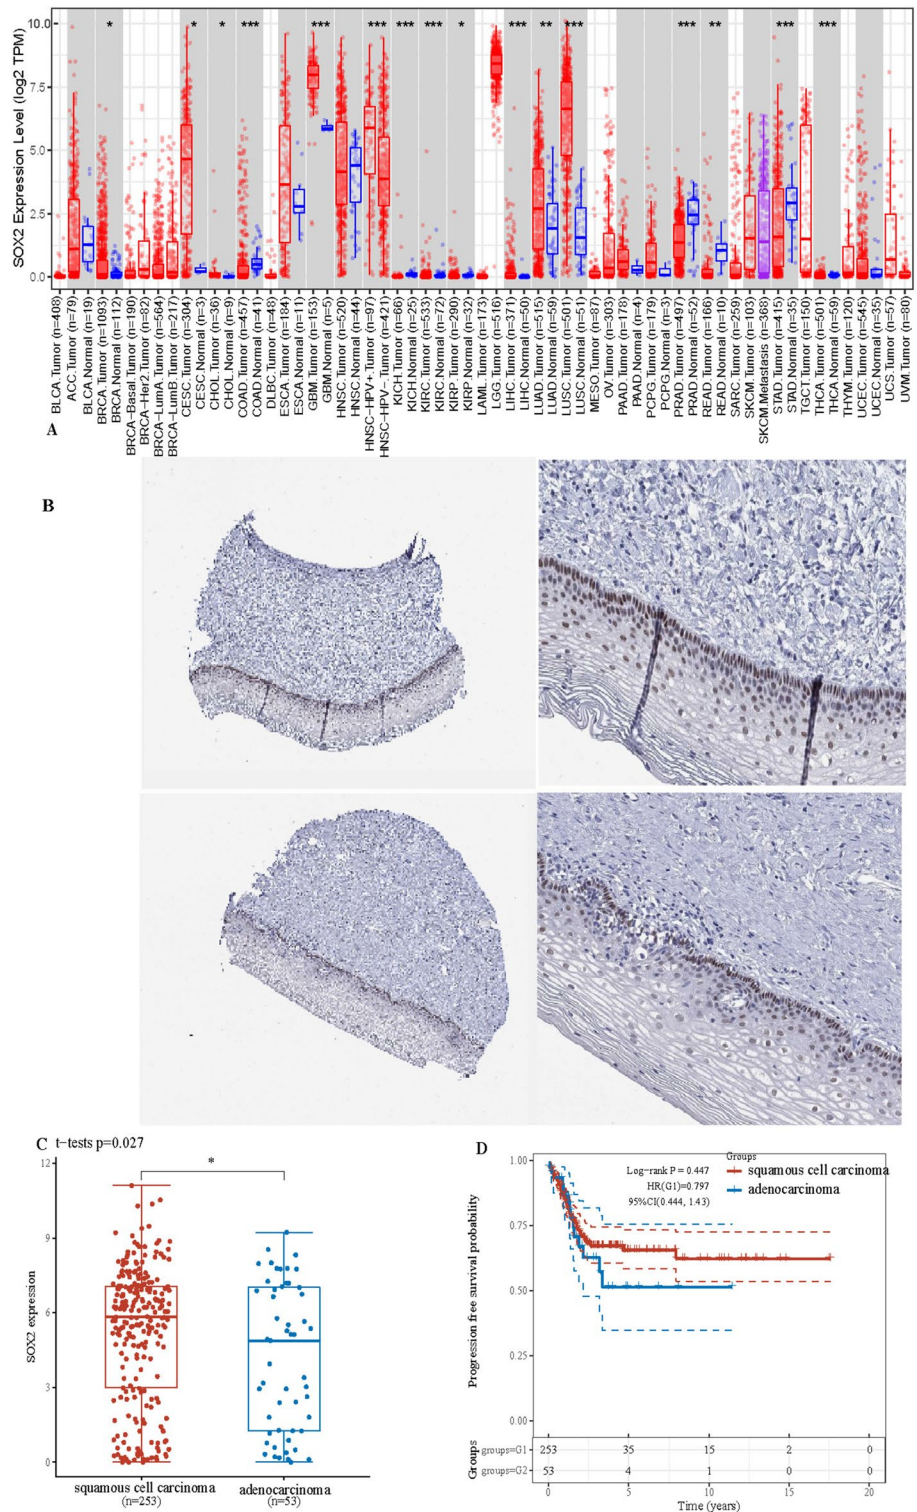 SOX2 Expression Level (log2 TPM)
10.0
7.5
5.0
2.5
0.0
* * * *** *** *** *** *** * *** ** *** *** ** *** ***
BLCA.Tumor (n=408)
ACC.Tumor (n=79)
BLCA.Normal (n=19)
BRCA.Tumor (n=1093)
BRCA.Normal (n=112)
BRCA-Basal.Tumor (n=190)
BRCA-Her2.Tumor (n=82)
BRCA-LumA.Tumor (n=564)
BRCA-LumB.Tumor (n=217)
CESC.Tumor (n=304)
CESC.Normal (n=3)
CHOL.Tumor (n=36)
CHOL.Normal (n=9)
COAD.Tumor (n=457)
COAD.Normal (n=41)
DLBC.Tumor (n=48)
ESCA.Tumor (n=184)
ESCA.Normal (n=11)
GBM.Tumor (n=153)
GBM.Normal (n=5)
HNSC.Tumor (n=520)
HNSC.Normal (n=44)
HNSC-HPV+.Tumor (n=97)
HNSC-HPV-.Tumor (n=421)
KICH.Tumor (n=66)
KICH.Normal (n=25)
KIRC.Tumor (n=533)
KIRC.Normal (n=72)
KIRP.Tumor (n=290)
KIRP.Normal (n=32)
LAML.Tumor (n=173)
LGG.Tumor (n=516)
LIHC.Tumor (n=371)
LIHC.Normal (n=50)
LUAD.Tumor (n=515)
LUAD.Normal (n=59)
LUSC.Tumor (n=501)
LUSC.Normal (n=51)
MESO.Tumor (n=87)
OV.Tumor (n=303)
PAAD.Tumor (n=178)
PAAD.Normal (n=4)
PCPG.Tumor (n=179)
PCPG.Normal (n=3)
PRAD.Tumor (n=497)
PRAD.Normal (n=52)
READ.Tumor (n=166)
READ.Normal (n=10)
SARC.Tumor (n=259)
SKCM.Tumor (n=103)
SKCM.Metastasis (n=368)
STAD.Tumor (n=415)
STAD.Normal (n=35)
TGCT.Tumor (n=150)
THCA.Tumor (n=501)
THCA.Normal (n=59)
THYM.Tumor (n=120)
UCEC.Tumor (n=545)
UCEC.Normal (n=35)
UCS.Tumor (n=57)
UVM.Tumor (n=80)
A
B
C t-tests p=0.027
*
SOX2 expression
12
9
6
3
0
squamous cell carcinoma
(n=253)
adenocarcinoma
(n=53)
D
Groups
squamous cell carcinoma
adenocarcinoma
Log-rank P = 0.447
HR(G1)=0.797
95%CI(0.444, 1.43)
Progression free survival probability
1.00
0.75
0.50
0.25
0.00
Groups
groups=G1 253 35 15 2 0
groups=G2 53 4 1 0 0
0 5 10 15 20
Time (years)